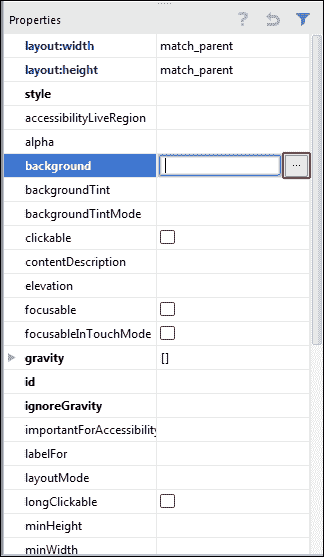 Properties
layout:width match_parent
layout:height match_parent
style
accessibilityLiveRegion
alpha
background ...
backgroundTint
backgroundTintMode
clickable
contentDescription
elevation
focusable
focusableInTouchMode
gravity []
id
ignoreGravity
importantForAccessibility
labelFor
layoutMode
longClickable
minHeight
minWidth